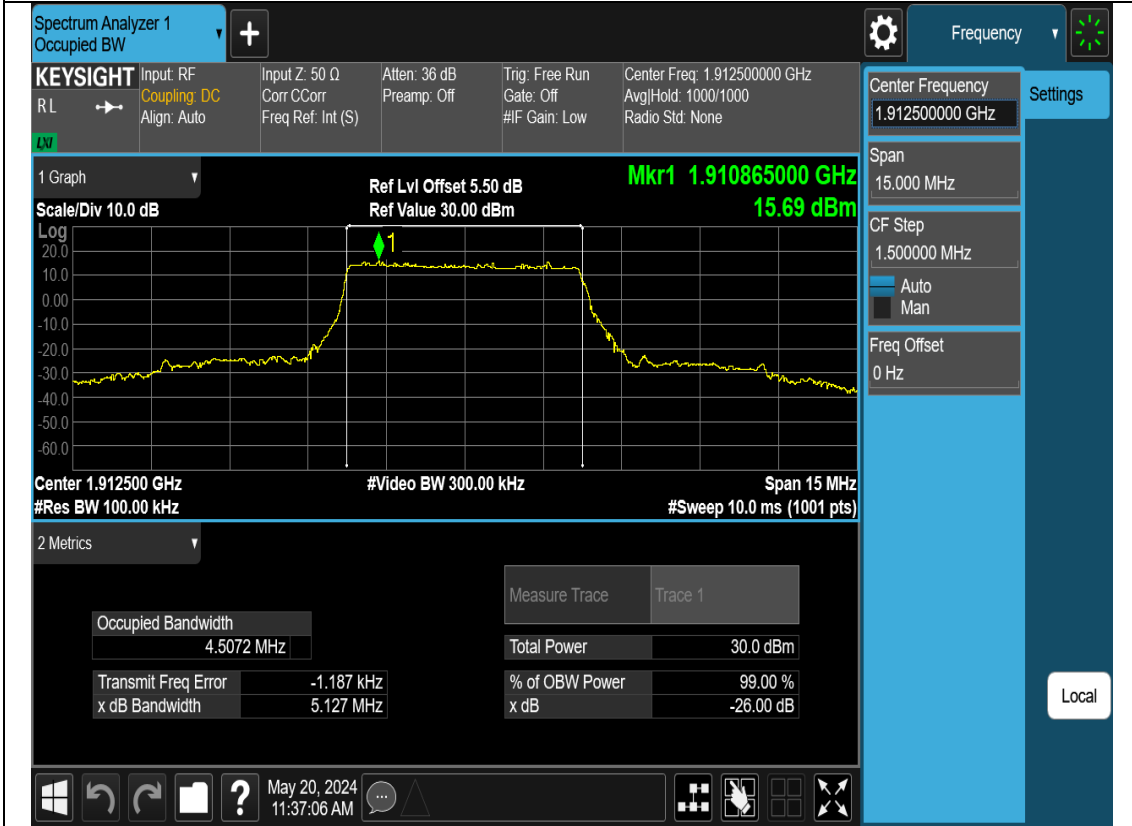 Spectrum Analyzer 1
Occupied BW
+
Frequency
KEYSIGHT
R L
LXI
Input: RF
Coupling: DC
Align: Auto
Input Z: 50 Ω
Corr CCorr
Freq Ref: Int (S)
Atten: 36 dB
Preamp: Off
Trig: Free Run
Gate: Off
#IF Gain: Low
Center Freq: 1.912500000 GHz
Avg|Hold: 1000/1000
Radio Std: None
Center Frequency
1.912500000 GHz
Settings
Span
15.000 MHz
CF Step
1.500000 MHz
Auto
Man
Freq Offset
0 Hz
Local
1 Graph
Scale/Div 10.0 dB
Ref Lvl Offset 5.50 dB
Ref Value 30.00 dBm
Mkr1 1.910865000 GHz
15.69 dBm
Log
1
20.0
10.0
0.00
-10.0
-20.0
-30.0
-40.0
-50.0
-60.0
Center 1.912500 GHz
#Video BW 300.00 kHz
Span 15 MHz
#Res BW 100.00 kHz
#Sweep 10.0 ms (1001 pts)
2 Metrics
Measure Trace Trace 1
Occupied Bandwidth
4.5072 MHz
Total Power 30.0 dBm
Transmit Freq Error -1.187 kHz
% of OBW Power 99.00 %
x dB Bandwidth 5.127 MHz
x dB -26.00 dB
?
May 20, 2024
11:37:06 AM